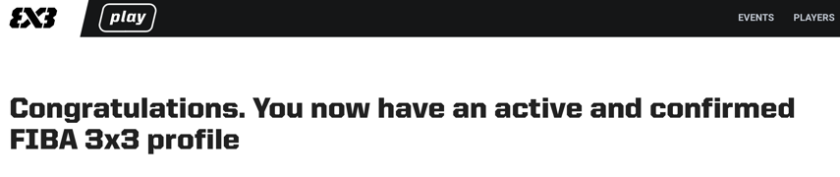 3X3 play EVENTS PLAYERS
Congratulations. You now have an active and confirmed
FIBA 3x3 profile